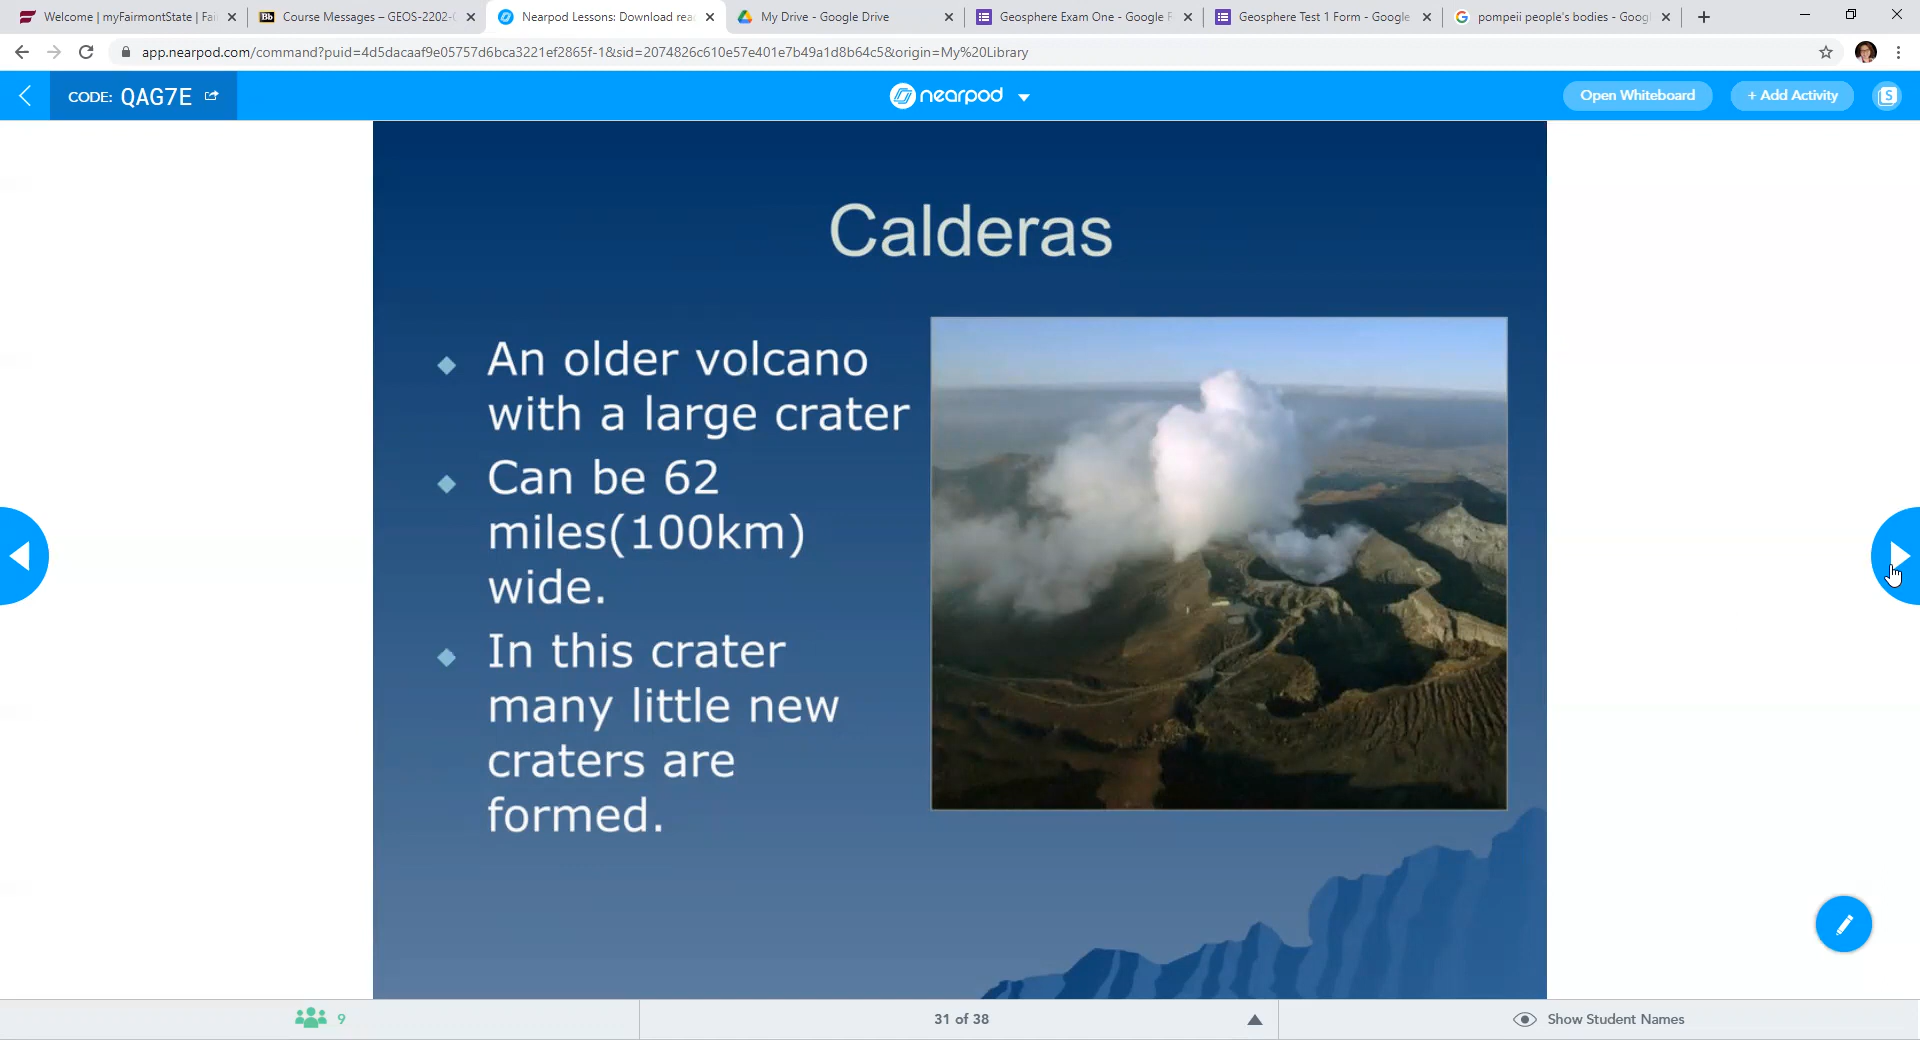 Welcome | myFairmontState | Fai
Course Messages – GEOS-2202-
Nearpod Lessons: Download rea
My Drive - Google Drive
Geosphere Exam One - Google F
Geosphere Test 1 Form - Google
pompeii people's bodies - Goog
app.nearpod.com/command?puid=4d5dacaaf9e05757d6bca3221ef2865f-1&sid=2074826c610e57e401e7b49a1d8b64c5&origin=My%20Library
CODE: QAG7E
nearpod
Open Whiteboard
+ Add Activity
S
Calderas
An older volcano
with a large crater
Can be 62
miles(100km)
wide.
In this crater
many little new
craters are
formed.
9
31 of 38
Show Student Names